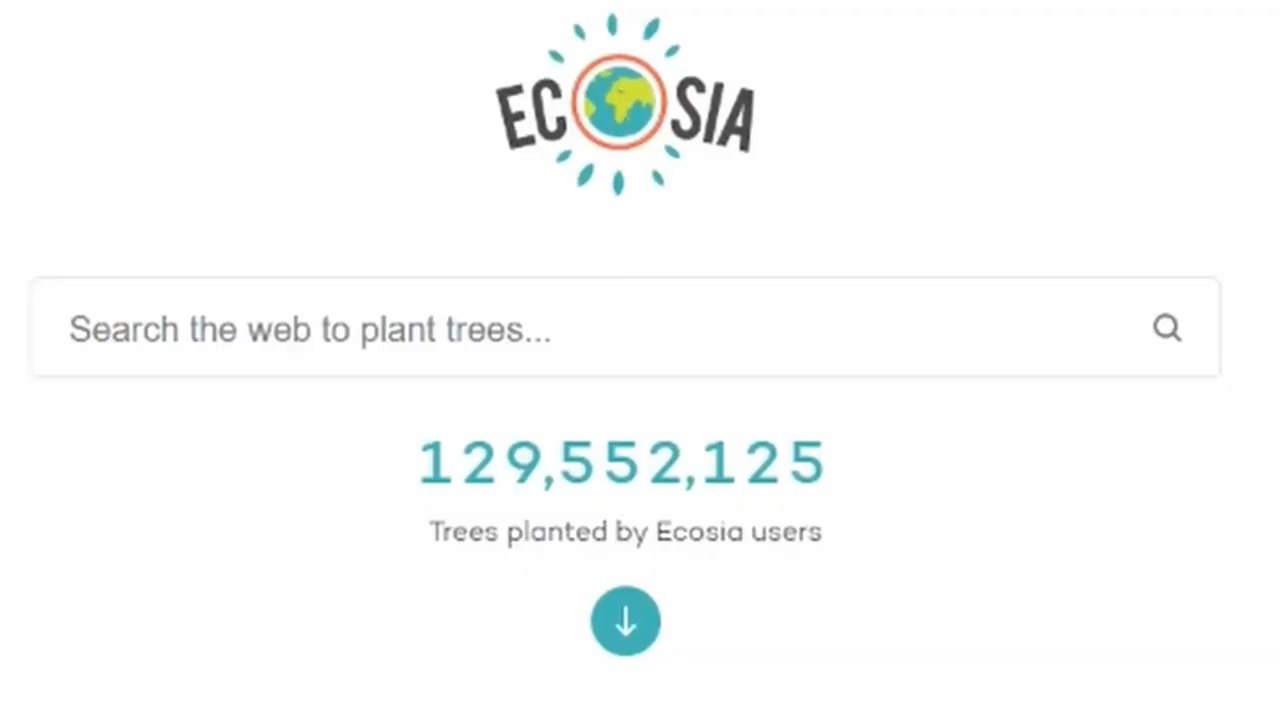 ECOSIA
Search the web to plant trees...
129,552,125
Trees planted by Ecosia users